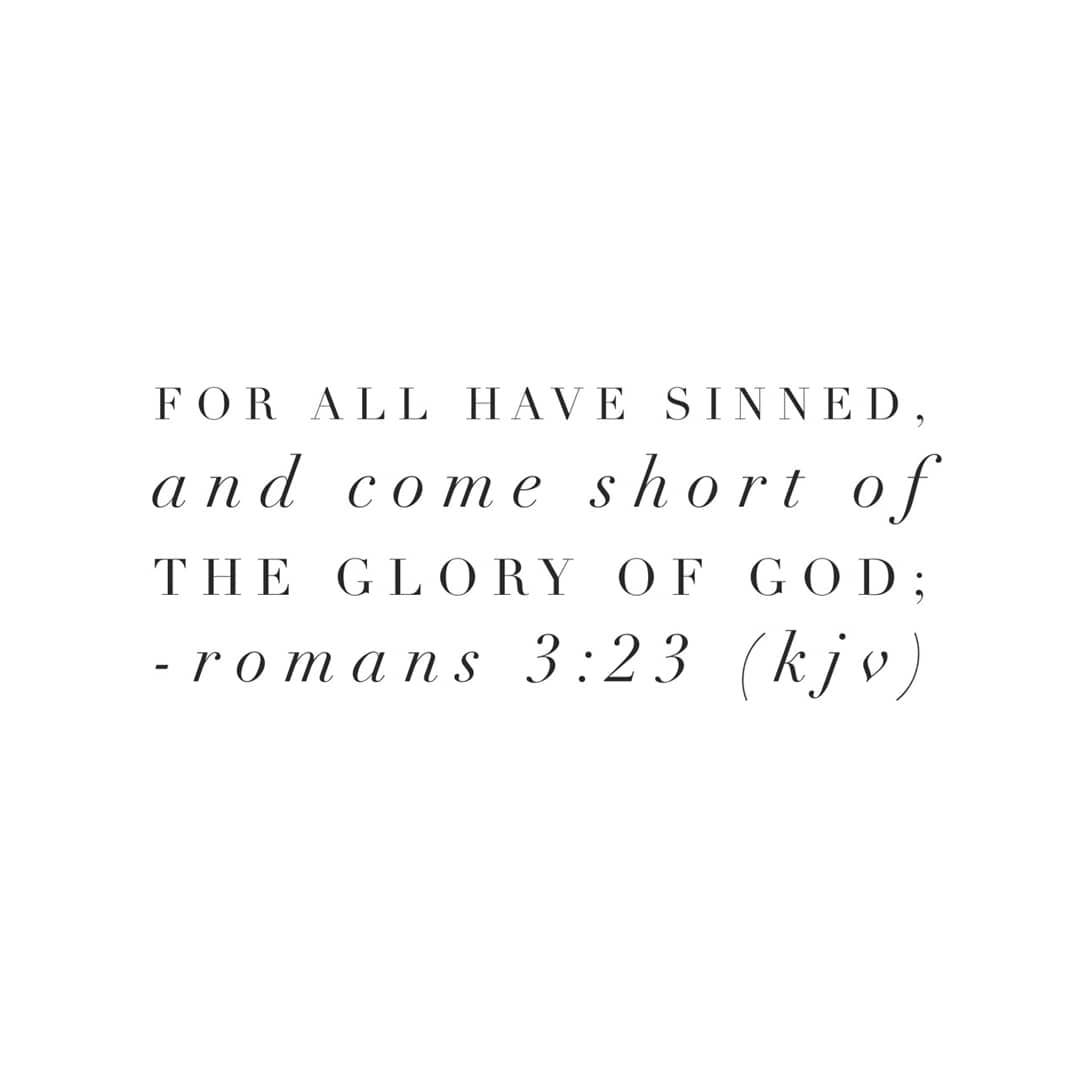 FOR ALL HAVE SINNED,
and come short of
THE GLORY OF GOD;
-romans 3:23 (kjv)